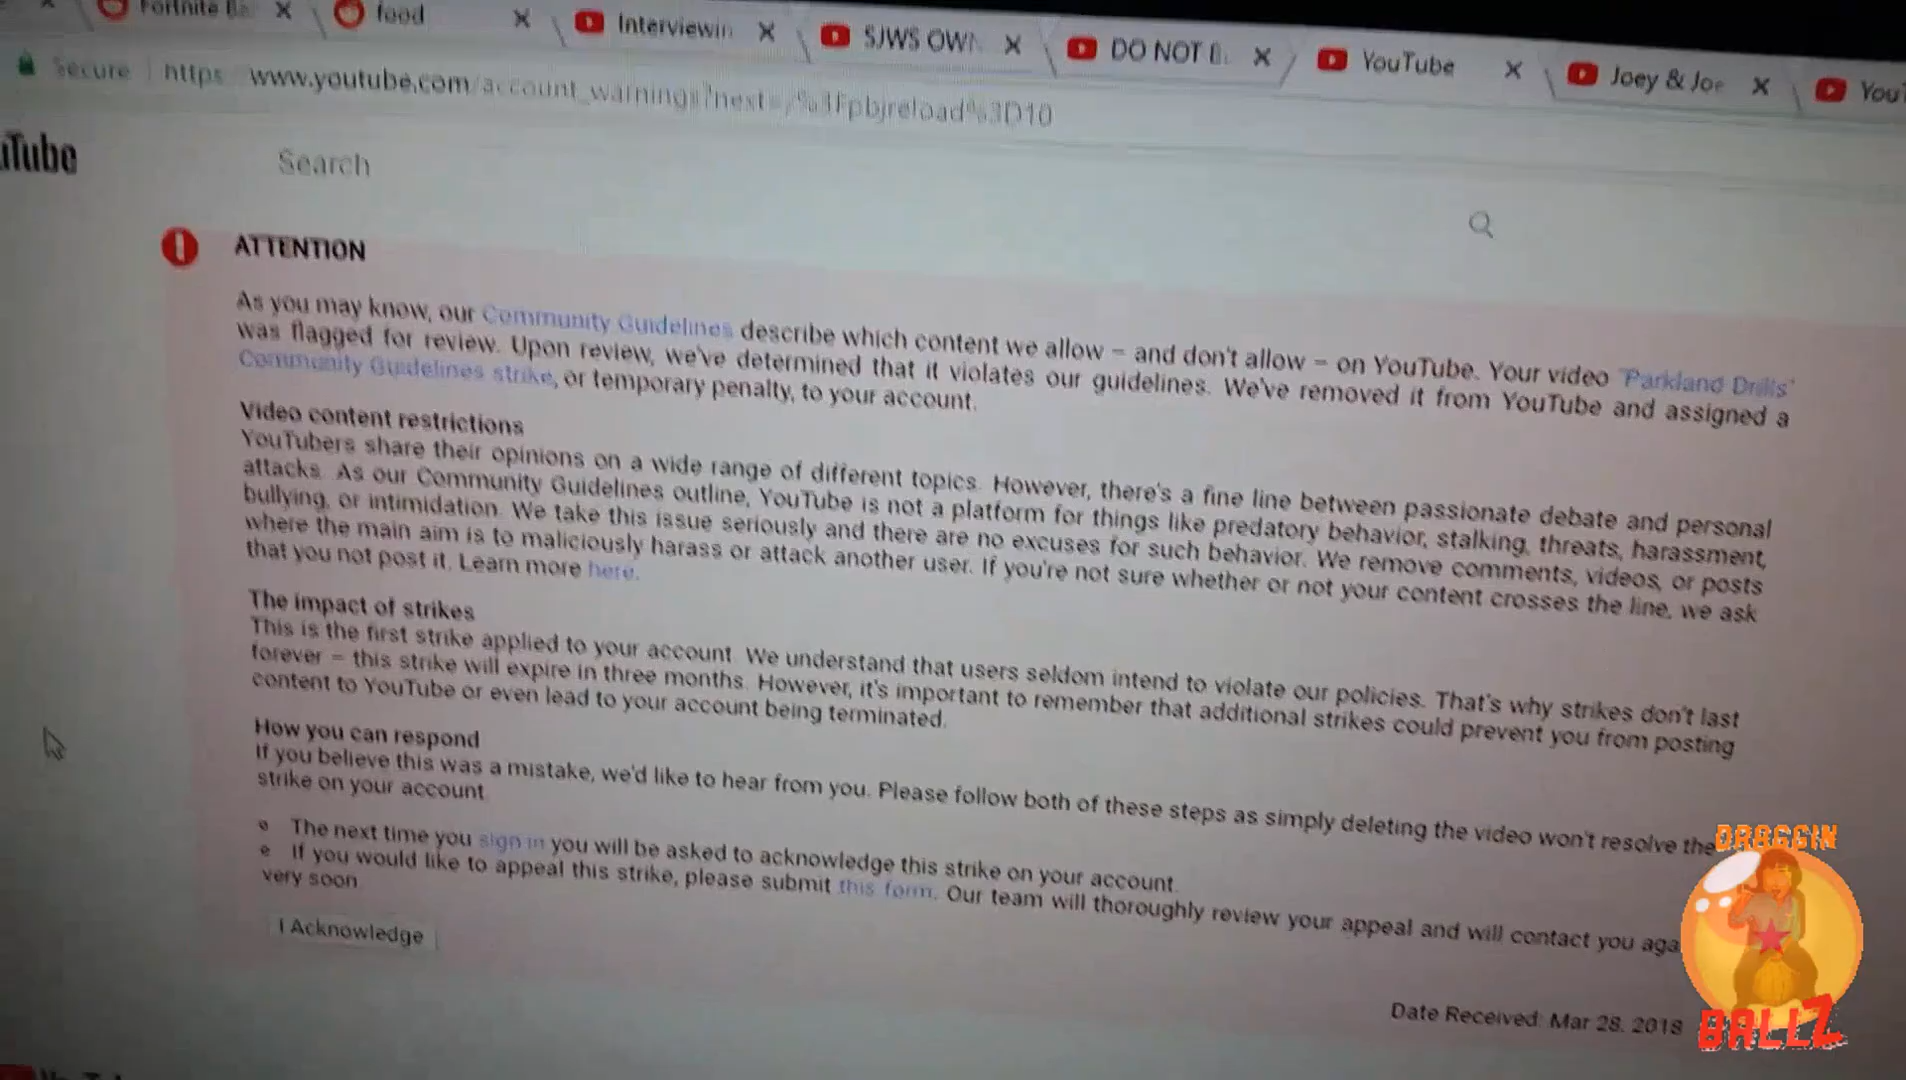 Fortnite Ba
food
Interviewin
SJWS OWN
DO NOT
YouTube
Joey & Joe
YouT
Secure https www.youtube.com/account_warnings?next=/%3Fpbjreload%3D10
uTube
Search
ATTENTION
As you may know, our Community Guidelines describe which content we allow – and don't allow – on YouTube. Your video "Parkland Drills"
was flagged for review. Upon review, we've determined that it violates our guidelines. We've removed it from YouTube and assigned a
Community Guidelines strike, or temporary penalty, to your account.
Video content restrictions
YouTubers share their opinions on a wide range of different topics. However, there's a fine line between passionate debate and personal
attacks. As our Community Guidelines outline, YouTube is not a platform for things like predatory behavior, stalking, threats, harassment,
bullying, or intimidation. We take this issue seriously and there are no excuses for such behavior. We remove comments, videos, or posts
where the main aim is to maliciously harass or attack another user. If you're not sure whether or not your content crosses the line, we ask
that you not post it. Learn more here.
The impact of strikes
This is the first strike applied to your account. We understand that users seldom intend to violate our policies. That's why strikes don't last
forever – this strike will expire in three months. However, it's important to remember that additional strikes could prevent you from posting
content to YouTube or even lead to your account being terminated.
How you can respond
If you believe this was a mistake, we'd like to hear from you. Please follow both of these steps as simply deleting the video won't resolve the
strike on your account.
The next time you sign in you will be asked to acknowledge this strike on your account.
If you would like to appeal this strike, please submit this form. Our team will thoroughly review your appeal and will contact you aga
very soon.
I Acknowledge
Date Received: Mar 28, 2018
DRAGGIN
BALLZ